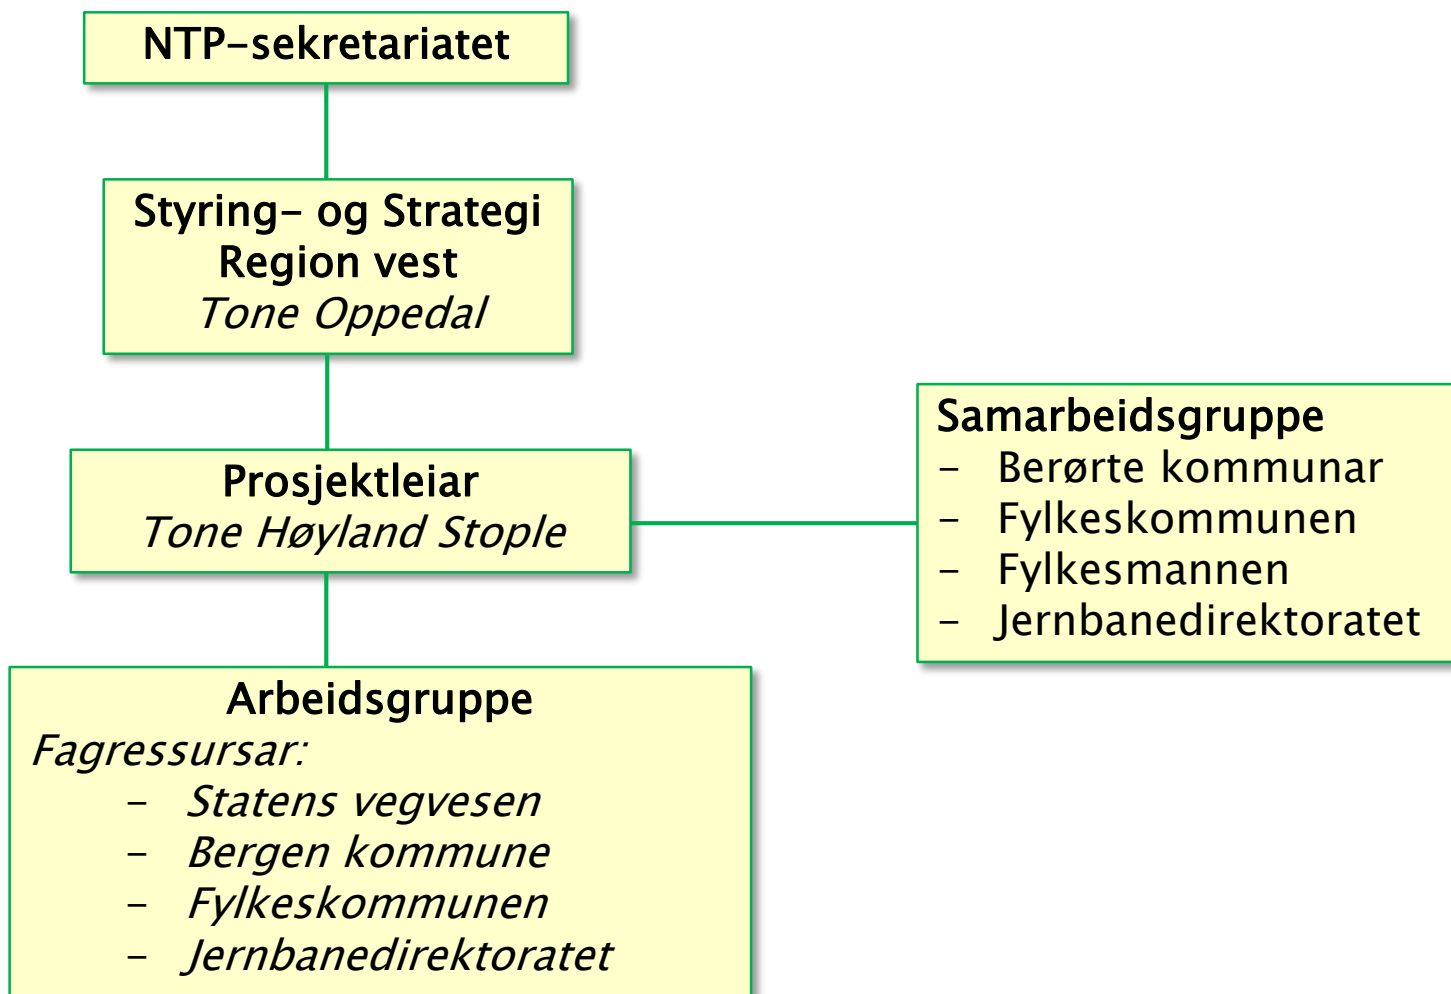 NTP-sekretariatet
Styring- og Strategi
Region vest
Tone Oppedal
Prosjektleiar
Tone Høyland Stople
Samarbeidsgruppe
- Berørte kommunar
- Fylkeskommunen
- Fylkesmannen
- Jernbanedirektoratet
Arbeidsgruppe
Fagressursar:
- Statens vegvesen
- Bergen kommune
- Fylkeskommunen
- Jernbanedirektoratet